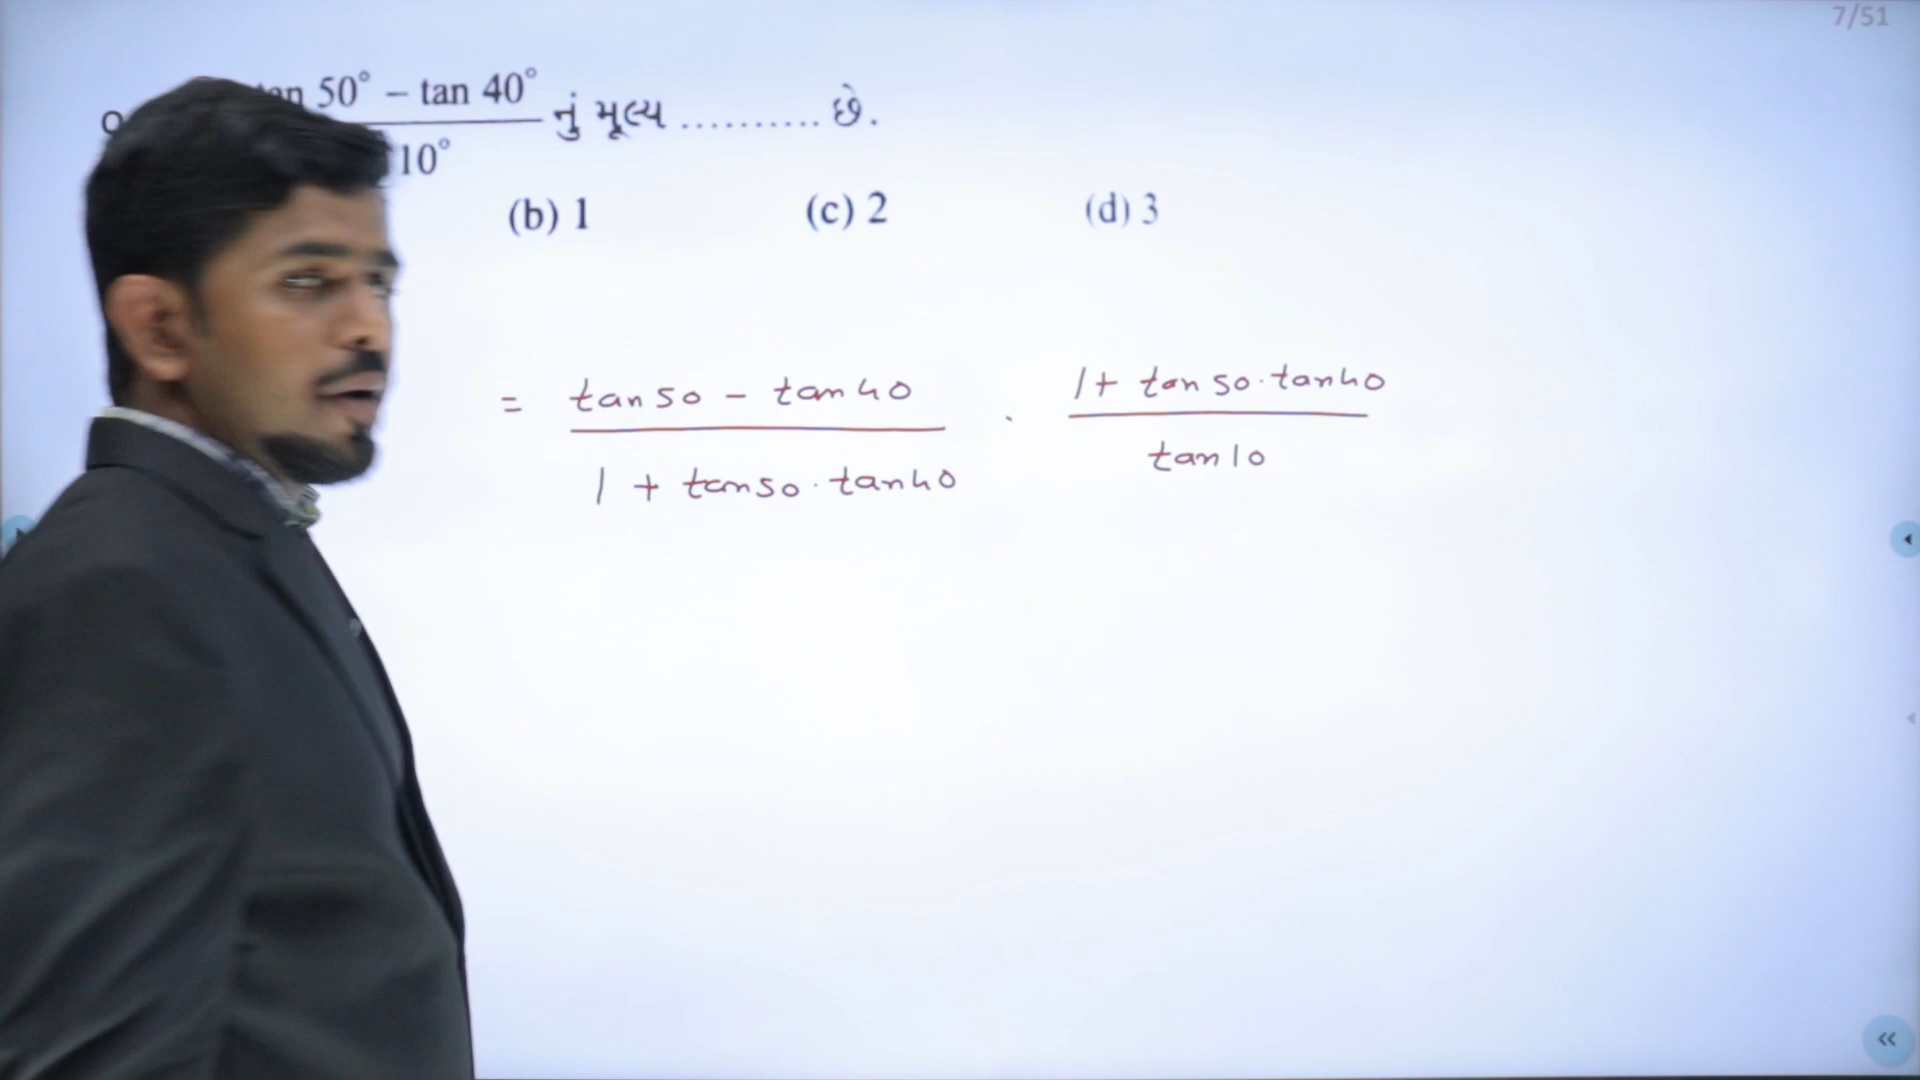 7/51
50° – tan 40°
નું મૂલ્ય .......... છે.
10°
(b) 1 (c) 2 (d) 3
= tan 50 – tan 40 . 1 + tan 50 . tan 40
1 + tan 50 . tan 40 tan 10
«